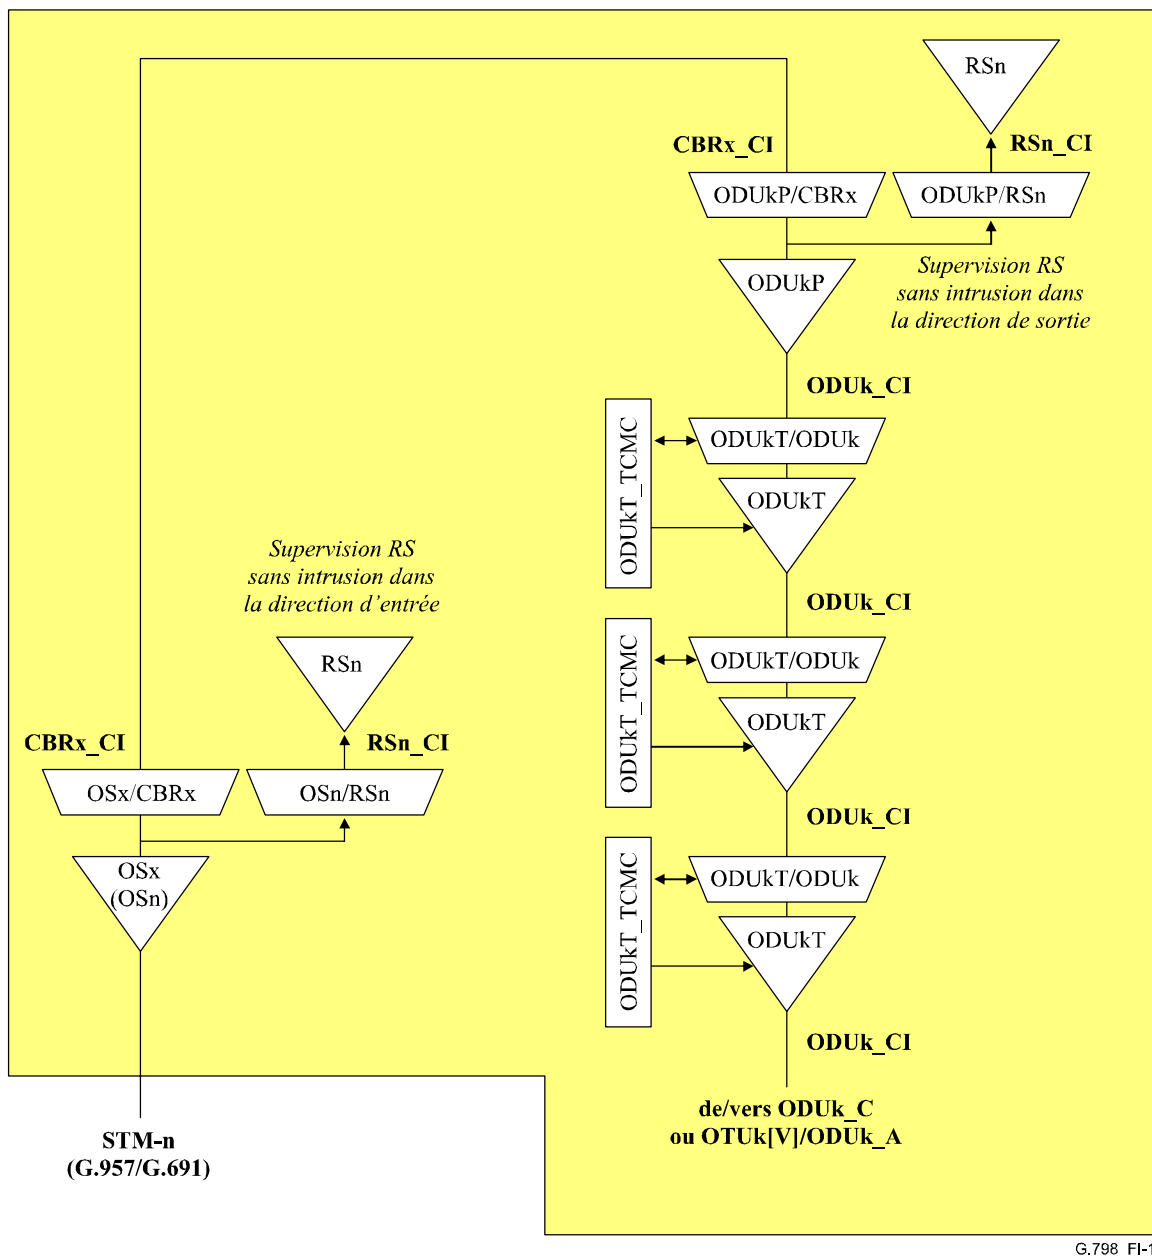 RSn
CBRx_CI
RSn_CI
ODUkP/CBRx
ODUkP/RSn
ODUkP
Supervision RS
sans intrusion dans
la direction de sortie
ODUk_CI
ODUkT_TCMC
ODUkT/ODUk
ODUkT
ODUk_CI
Supervision RS
sans intrusion dans
la direction d'entrée
RSn
ODUkT_TCMC
ODUkT/ODUk
ODUkT
CBRx_CI
RSn_CI
OSx/CBRx
OSn/RSn
ODUk_CI
OSx
(OSn)
ODUkT_TCMC
ODUkT/ODUk
ODUkT
ODUk_CI
de/vers ODUk_C
ou OTUk[V]/ODUk_A
STM-n
(G.957/G.691)
G.798_FI-1